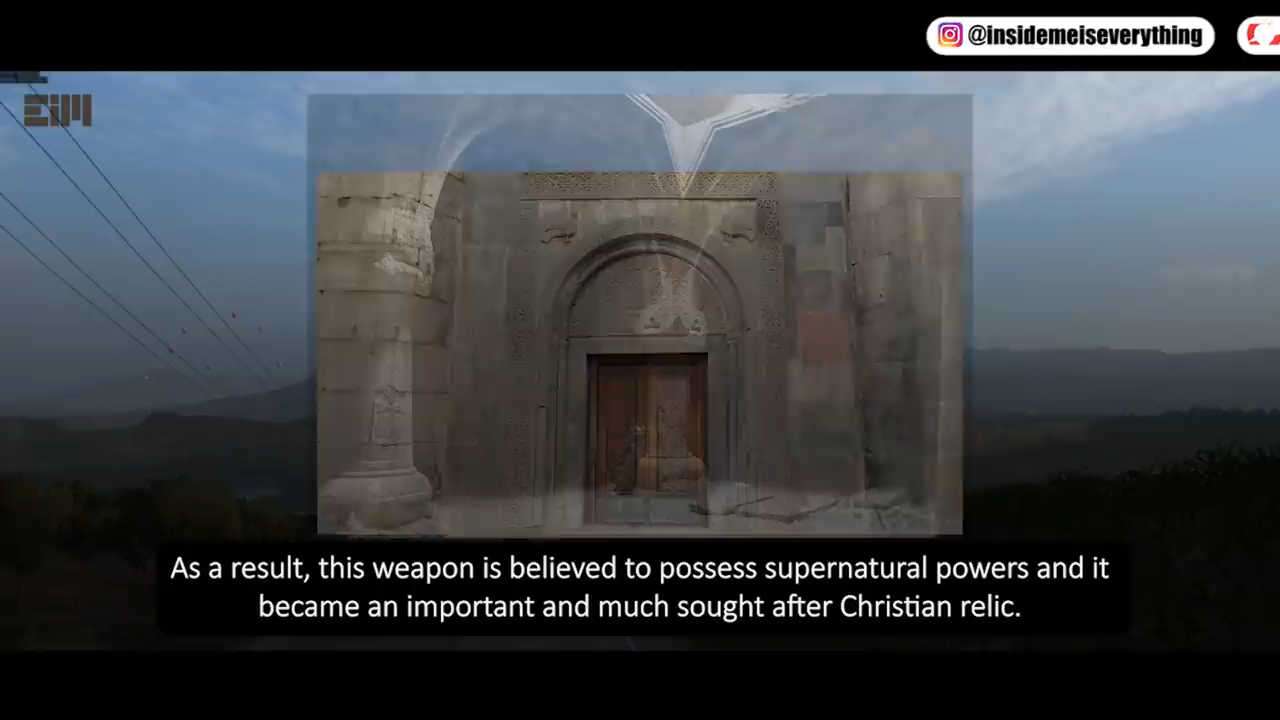 @insidemeiseverything
EiM
As a result, this weapon is believed to possess supernatural powers and it
became an important and much sought after Christian relic.